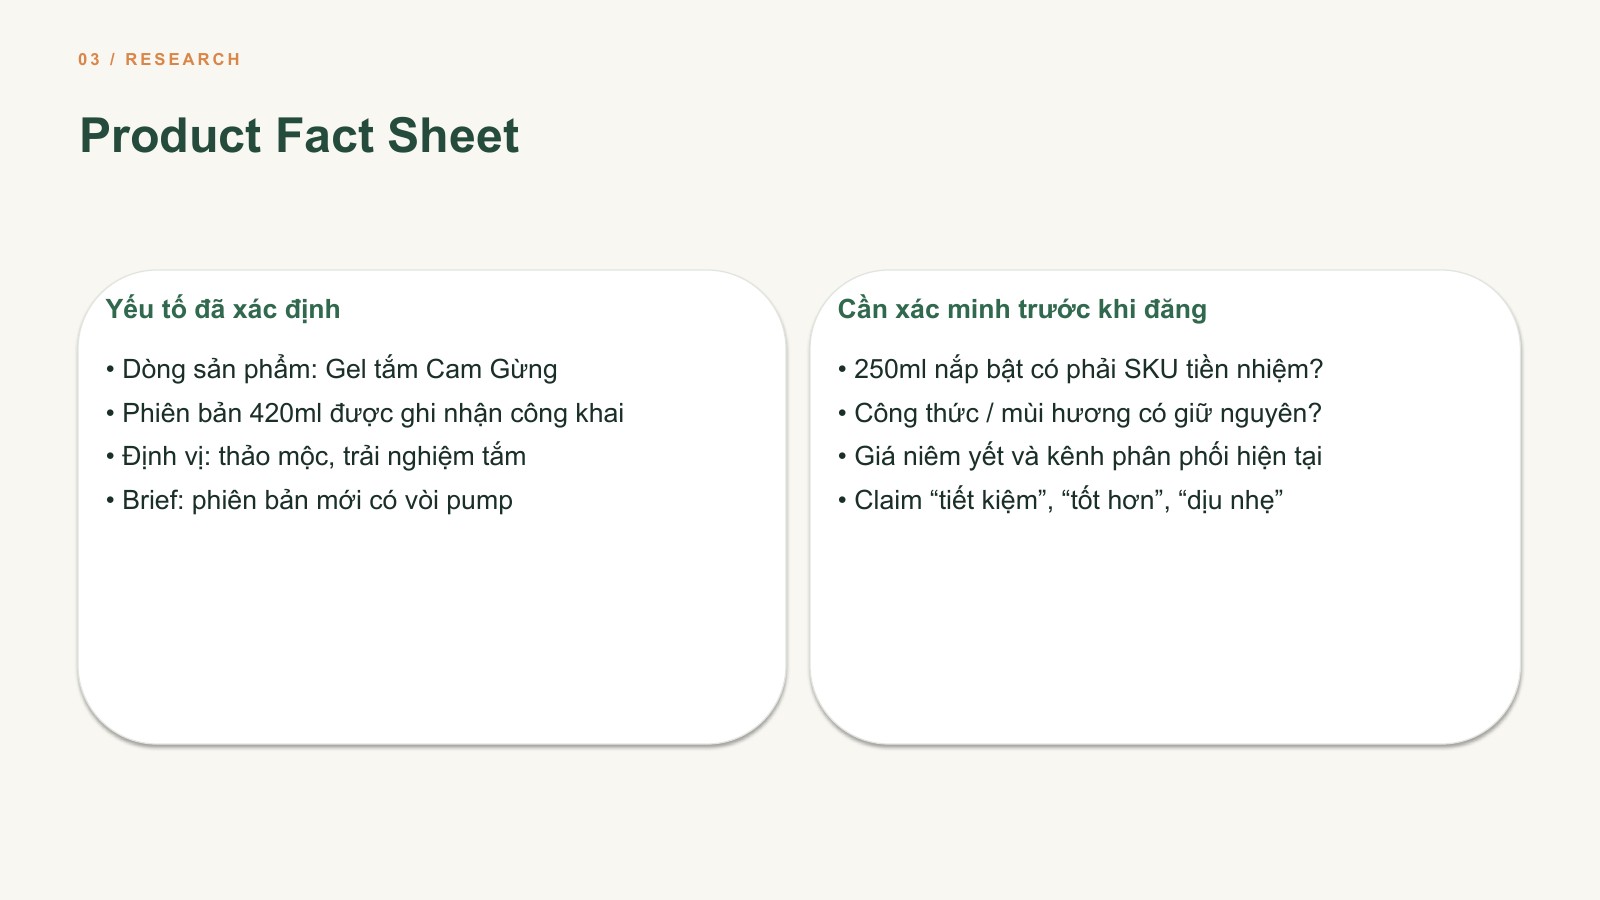 03 / RESEARCH
Product Fact Sheet
Yếu tố đã xác định
• Dòng sản phẩm: Gel tắm Cam Gừng
• Phiên bản 420ml được ghi nhận công khai
• Định vị: thảo mộc, trải nghiệm tắm
• Brief: phiên bản mới có vòi pump
Cần xác minh trước khi đăng
• 250ml nắp bật có phải SKU tiền nhiệm?
• Công thức / mùi hương có giữ nguyên?
• Giá niêm yết và kênh phân phối hiện tại
• Claim “tiết kiệm”, “tốt hơn”, “dịu nhẹ”